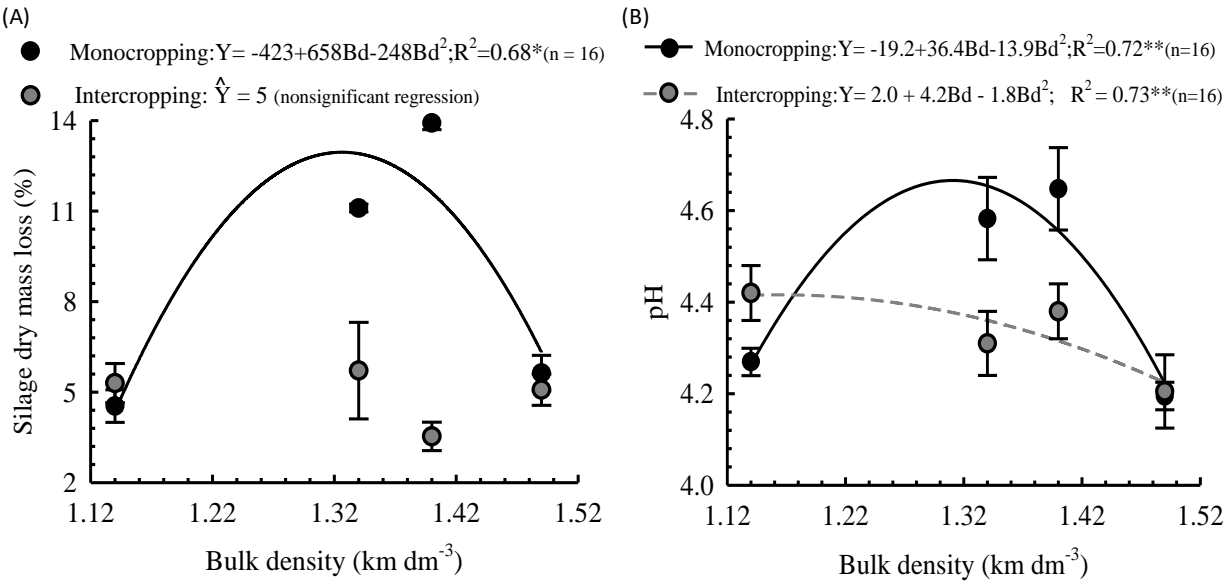 (A)
Monocropping:Y= -423+658Bd-248Bd²;R²=0.68*(n = 16)
Intercropping: Ŷ = 5 (nonsignificant regression)
14
11
8
5
2
Silage dry mass loss (%)
1.12 1.22 1.32 1.42 1.52
Bulk density (km dm⁻³)
(B)
Monocropping:Y= -19.2+36.4Bd-13.9Bd²;R²=0.72**(n=16)
Intercropping:Y= 2.0 + 4.2Bd - 1.8Bd²; R² = 0.73**(n=16)
4.8
4.6
4.4
4.2
4.0
pH
1.12 1.22 1.32 1.42 1.52
Bulk density (km dm⁻³)